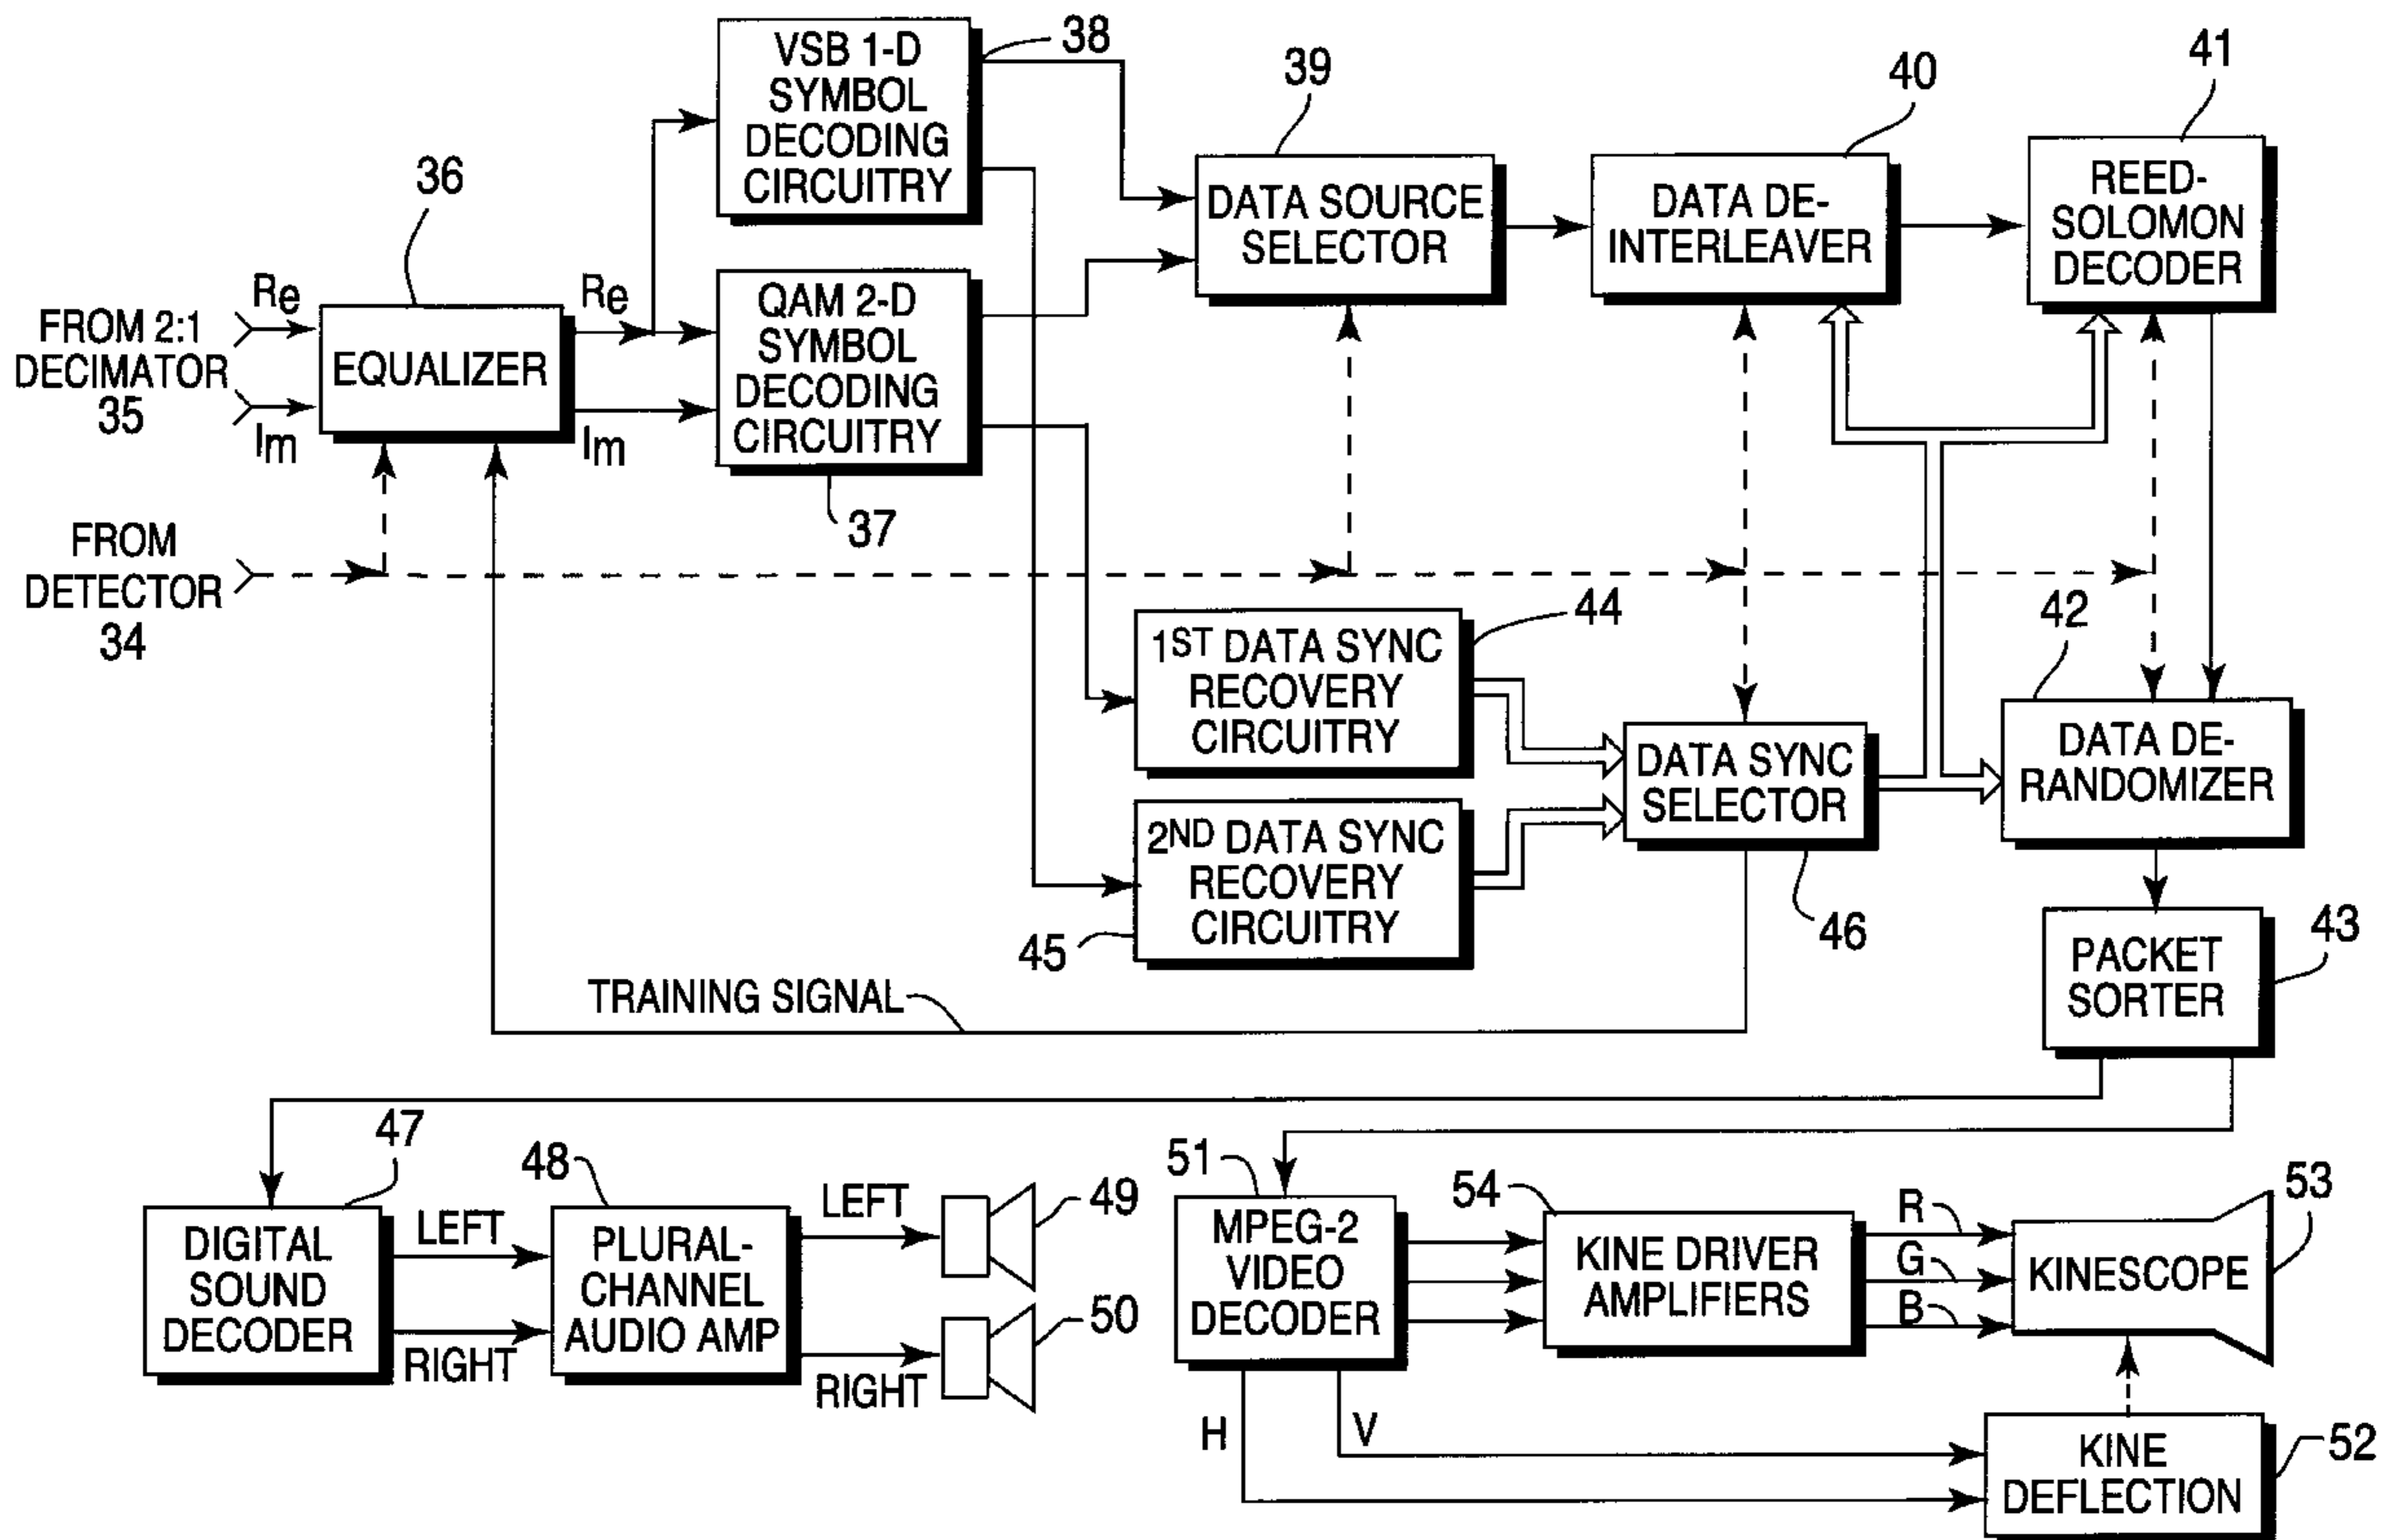 VSB 1-D
SYMBOL
DECODING
CIRCUITRY
38
39
40
41
36
DATA SOURCE
SELECTOR
DATA DE-
INTERLEAVER
REED-
SOLOMON
DECODER
FROM 2:1
DECIMATOR
35
Re
Im
EQUALIZER
Re
Im
QAM 2-D
SYMBOL
DECODING
CIRCUITRY
37
FROM
DETECTOR
34
1ST DATA SYNC
RECOVERY
CIRCUITRY
44
42
DATA SYNC
SELECTOR
46
DATA DE-
RANDOMIZER
2ND DATA SYNC
RECOVERY
CIRCUITRY
45
TRAINING SIGNAL
PACKET
SORTER
43
47
DIGITAL
SOUND
DECODER
LEFT
RIGHT
48
PLURAL-
CHANNEL
AUDIO AMP
LEFT
RIGHT
49
50
51
MPEG-2
VIDEO
DECODER
54
KINE DRIVER
AMPLIFIERS
R
G
B
KINESCOPE
53
H
V
KINE
DEFLECTION
52